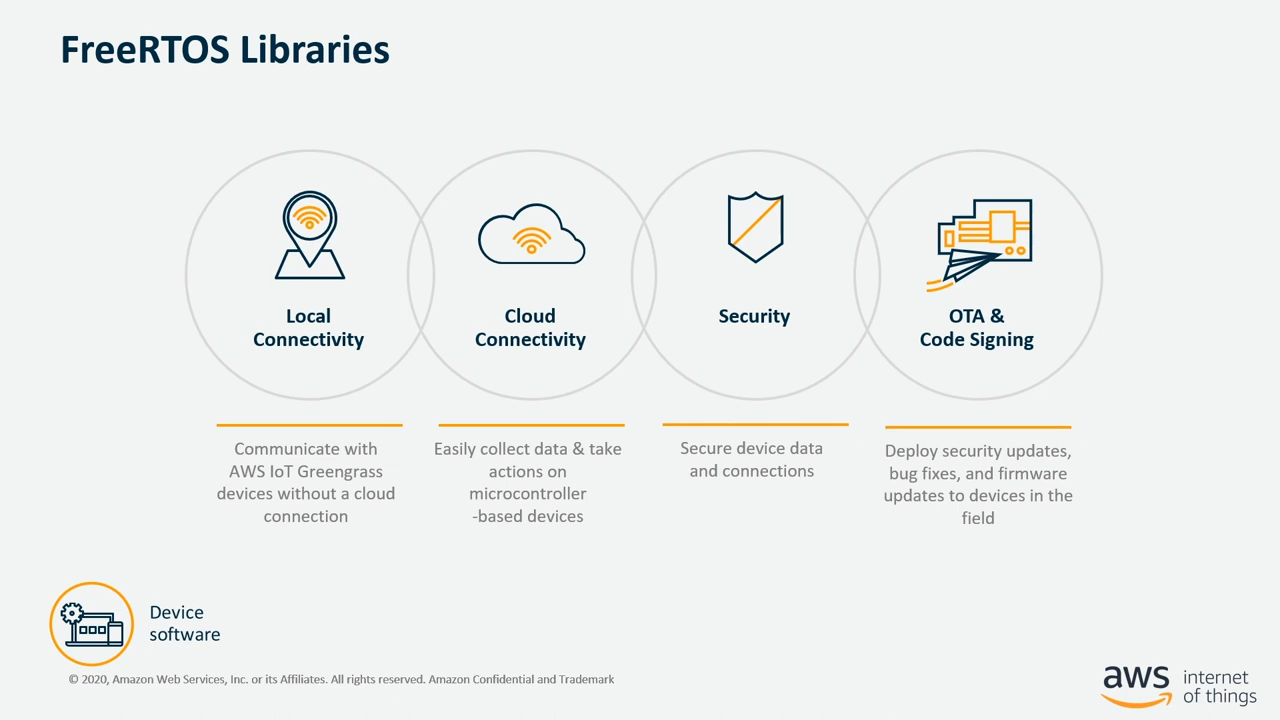 FreeRTOS Libraries
Local
Connectivity
Cloud
Connectivity
Security
OTA &
Code Signing
Communicate with
AWS IoT Greengrass
devices without a cloud
connection
Easily collect data & take
actions on
microcontroller
-based devices
Secure device data
and connections
Deploy security updates,
bug fixes, and firmware
updates to devices in the
field
Device
software
© 2020, Amazon Web Services, Inc. or its Affiliates. All rights reserved. Amazon Confidential and Trademark
aws
internet
of things